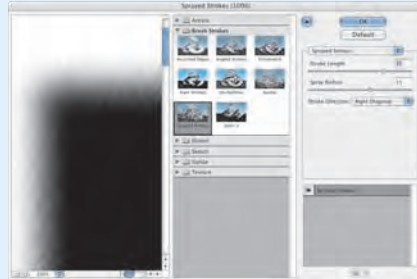 Sprayed Strokes (100%)
Artistic
Brush Strokes
Accented Edges
Angled Strokes
Crosshatch
Dark Strokes
Ink Outlines
Spatter
Sprayed Strokes
Sumi-e
Distort
Sketch
Stylize
Texture
OK
Default
Sprayed Strokes
Stroke Length
Spray Radius
Stroke Direction: Right Diagonal
Sprayed Strokes
100%